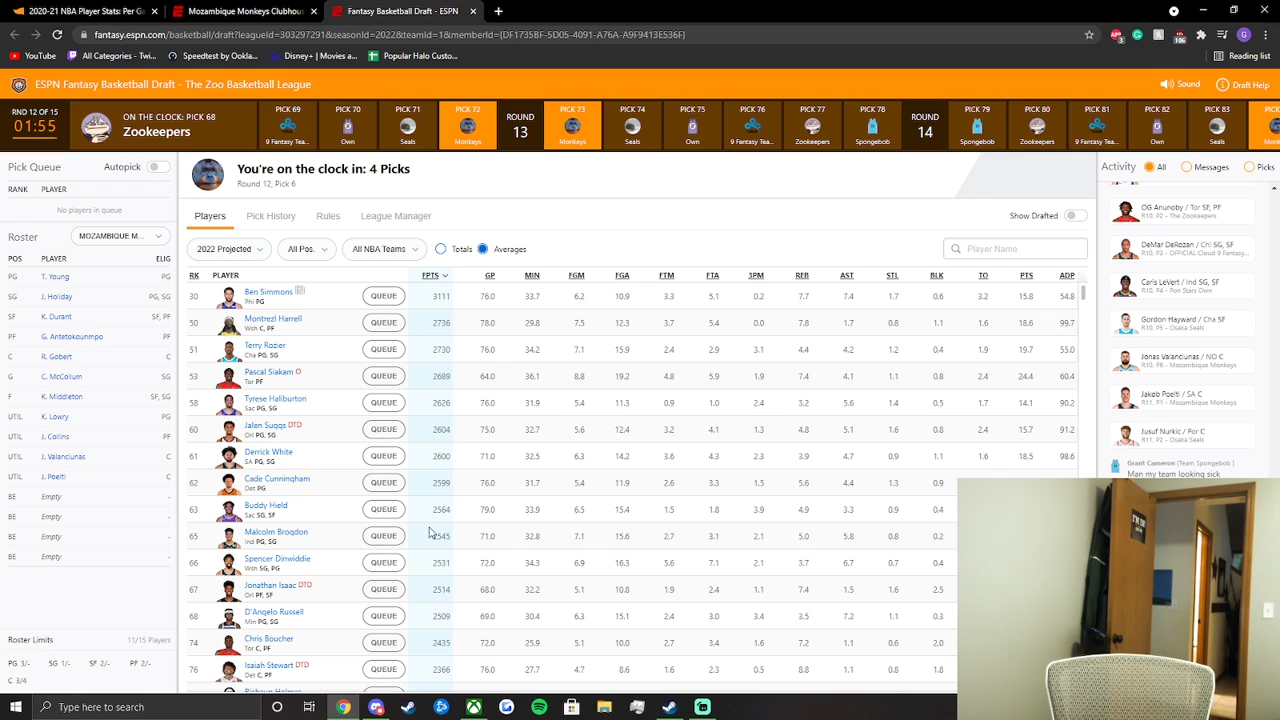 2020-21 NBA Player Stats: Per Ga
Mozambique Monkeys Clubhous
Fantasy Basketball Draft - ESPN
fantasy.espn.com/basketball/draft?leagueId=303297291&seasonId=2022&teamId=1&memberId={DF1735BF-5D05-4091-A76A-A9F9413E536F}
YouTube
All Categories - Twi...
Speedtest by Ookla...
Disney+ | Movies a...
Popular Halo Custo...
Reading list
ESPN Fantasy Basketball Draft - The Zoo Basketball League
Sound
Draft Help
RND 12 OF 15
01:55
ON THE CLOCK: PICK 68
Zookeepers
PICK 69
9 Fantasy Tea...
PICK 70
Own
PICK 71
Seals
PICK 72
Monkeys
ROUND
13
PICK 73
Monkeys
PICK 74
Seals
PICK 75
Own
PICK 76
9 Fantasy Tea...
PICK 77
Zookeepers
PICK 78
Spongebob
ROUND
14
PICK 79
Spongebob
PICK 80
Zookeepers
PICK 81
9 Fantasy Tea...
PICK 82
Own
PICK 83
Seals
Pick Queue
Autopick
RANK PLAYER
No players in queue
Roster
MOZAMBIQUE M...
POS PLAYER ELIG
PG T. Young PG
SG J. Holiday PG, SG
SF K. Durant SF, PF
PF G. Antetokounmpo PF
C R. Gobert C
G C. McCollum SG
F K. Middleton SF, SG
UTIL K. Lowry PG
UTIL J. Collins PF
UTIL J. Valanciunas C
UTIL J. Poeltl C
BE Empty -
BE Empty -
BE Empty -
BE Empty -
Roster Limits 11/15 Players
PG 3/- SG 1/- SF 2/- PF 2/-
C 3/4
You're on the clock in: 4 Picks
Round 12, Pick 6
Players
Pick History
Rules
League Manager
Show Drafted
2022 Projected
All Pos.
All NBA Teams
Totals
Averages
Player Name
RK PLAYER FPTS GP MIN FGM FGA FTM FTA 3PM REB AST STL BLK TO PTS ADP
30 Ben Simmons Phi PG QUEUE 3111 76.0 33.7 6.2 10.9 3.3 5.1 0.2 7.7 7.4 1.7 0.6 3.2 15.8 54.8
50 Montrezl Harrell Wsh C, PF QUEUE 2736 78.0 29.8 7.5 12.3 3.7 5.4 0.0 7.8 1.7 0.8 1.1 1.6 18.6 99.7
51 Terry Rozier Cha PG, SG QUEUE 2730 76.0 34.2 7.1 15.9 2.4 2.9 3.1 4.4 4.2 1.2 0.4 1.9 19.7 55.0
53 Pascal Siakam O Tor PF QUEUE 2689 64.0 36.1 8.8 19.2 4.8 5.9 1.9 7.4 4.1 1.1 0.8 2.4 24.4 60.4
58 Tyrese Haliburton Sac PG, SG QUEUE 2626 76.0 31.9 5.4 11.3 0.9 1.0 2.4 3.2 5.6 1.4 0.5 1.7 14.1 90.2
60 Jalen Suggs DTD Orl PG, SG QUEUE 2604 75.0 32.7 5.6 12.4 3.2 4.1 1.3 4.8 5.1 1.6 0.8 2.4 15.7 91.2
61 Derrick White SA PG, SG QUEUE 2600 71.0 32.5 6.3 14.2 3.6 4.3 2.3 3.9 4.7 0.9 1.1 1.6 18.5 98.6
62 Cade Cunningham Det PG QUEUE 2599 76.0 31.7 5.4 11.9 2.6 3.3 1.5 5.6 4.4 1.3 0.
63 Buddy Hield Sac SG, SF QUEUE 2564 79.0 33.9 6.5 15.4 1.5 1.8 3.9 4.9 3.3 0.9 0.4
65 Malcolm Brogdon Ind PG, SG QUEUE 2545 71.0 32.8 7.1 15.6 2.7 3.1 2.1 5.0 5.8 0.8 0.2
66 Spencer Dinwiddie Wsh SG, PG QUEUE 2531 72.0 34.3 6.9 16.3 5.6 7.1 2.1 3.7 6.7 0.7 0.4
67 Jonathan Isaac DTD Orl PF, SF QUEUE 2514 68.0 32.2 5.1 10.8 1.9 2.4 1.1 7.4 1.5 1.6 2.5
68 D'Angelo Russell Min PG, SG QUEUE 2509 69.0 30.4 6.3 15.1 2.4 3.0 3.4 3.5 7.2 1.1 0.3
74 Chris Boucher Tor C, PF QUEUE 2435 72.0 25.9 5.1 10.0 2.7 3.4 1.6 7.2 1.1 0.6 2.0
76 Isaiah Stewart DTD Det C, PF QUEUE 2366 76.0 27.7 4.7 8.6 1.6 2.3 0.5 8.8 1.1 0.8 1.8
Activity
All
Messages
Picks
OG Anunoby / Tor SF, PF
R10, P2 - The Zookeepers
DeMar DeRozan / Chi SG, SF
R10, P3 - OFFICIAL Cloud 9 Fantasy...
Caris LeVert / Ind SG, SF
R10, P4 - Pon Stars Own
Gordon Hayward / Cha SF
R10, P5 - Osaka Seals
Jonas Valanciunas / NO C
R10, P6 - Mozambique Monkeys
Jakob Poeltl / SA C
R11, P1 - Mozambique Monkeys
Jusuf Nurkic / Por C
R11, P2 - Osaka Seals
Grant Cameron (Team Spongebob )
Man my team looking sick
Type here to search